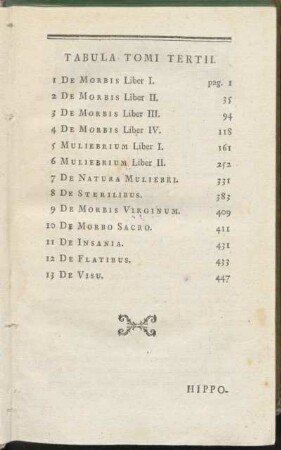 TABULA TOMI TERTII.
1 DE MORBIS Liber I. pag. 1
2 DE MORBIS Liber II. 35
3 DE MORBIS Liber III. 94
4 DE MORBIS Liber IV. 118
5 MULIEBRIUM Liber I. 161
6 MULIEBRIUM Liber II. 252
7 DE NATURA MULIEBRI. 331
8 DE STERILIBUS. 383
9 DE MORBIS VIRGINUM. 409
10 DE MORBO SACRO. 411
11 DE INSANIA. 431
12 DE FLATIBUS. 433
13 DE VISU. 447
HIPPO-